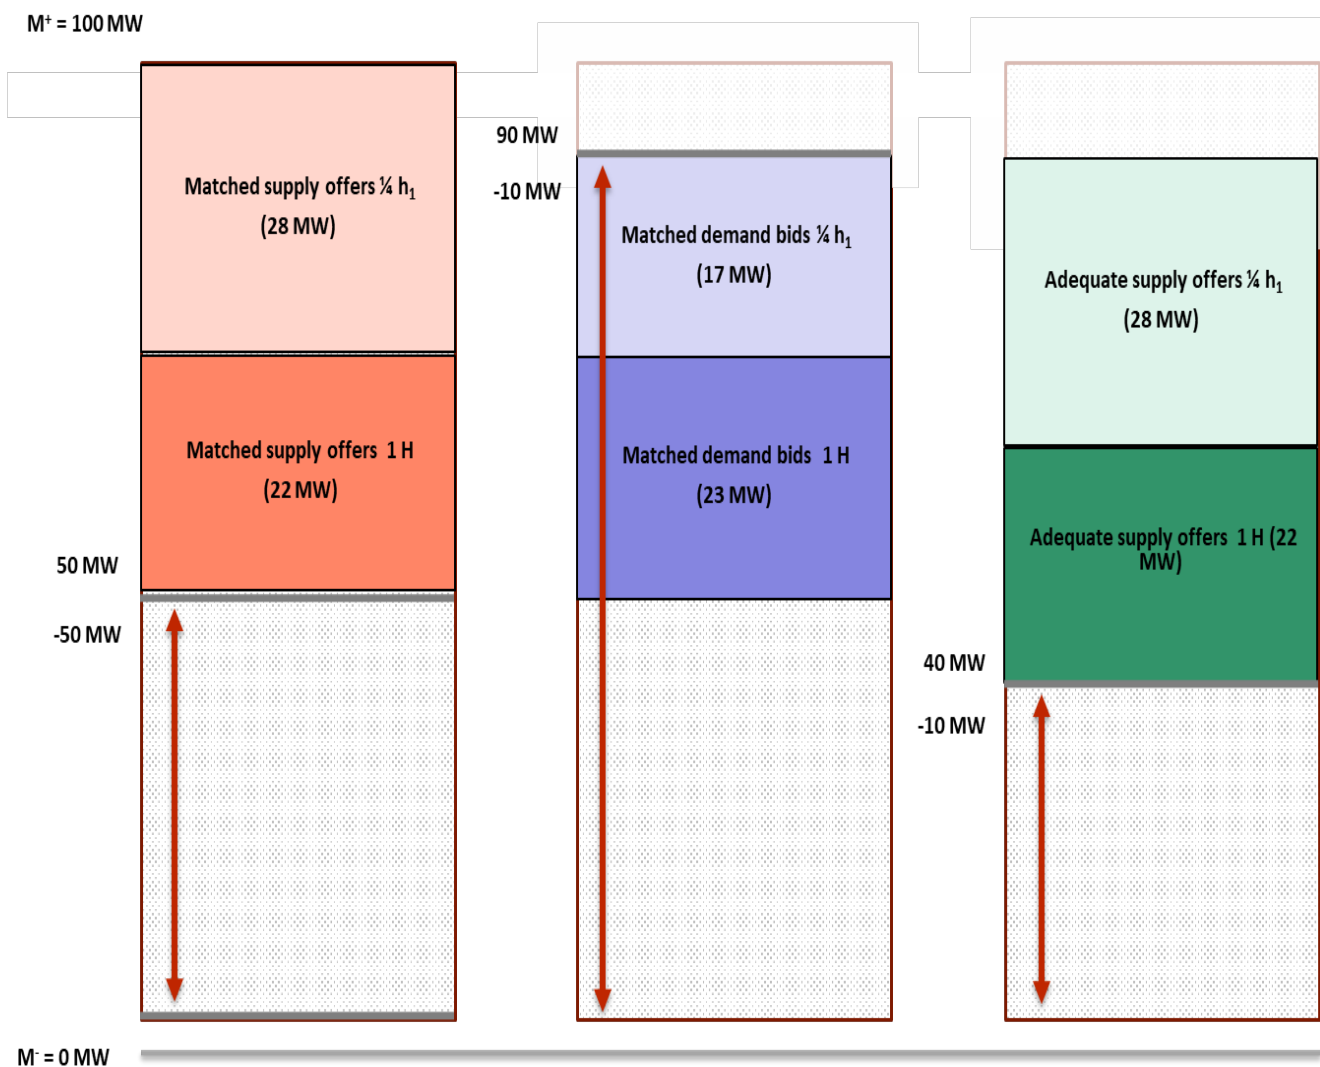 M⁺ = 100 MW
90 MW
-10 MW
Matched supply offers ¼ h₁
(28 MW)
Matched demand bids ¼ h₁
(17 MW)
Adequate supply offers ¼ h₁
(28 MW)
Matched supply offers 1 H
(22 MW)
Matched demand bids 1 H
(23 MW)
Adequate supply offers 1 H (22
MW)
50 MW
-50 MW
40 MW
-10 MW
M⁻ = 0 MW